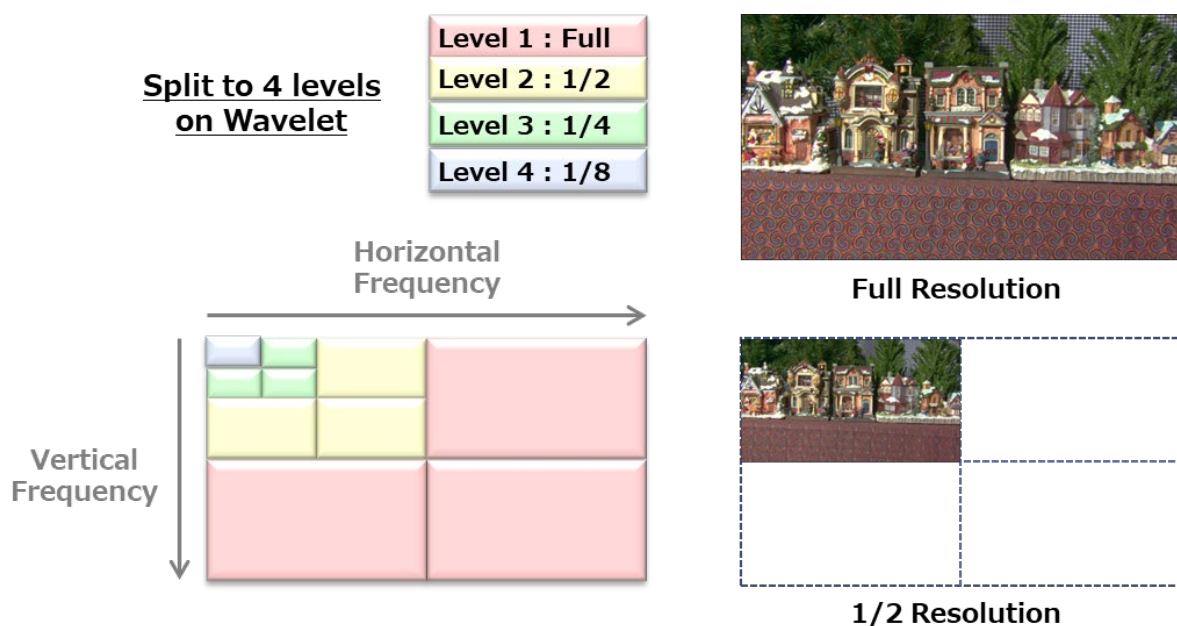 Split to 4 levels
on Wavelet
Level 1 : Full
Level 2 : 1/2
Level 3 : 1/4
Level 4 : 1/8
Full Resolution
Horizontal
Frequency
Vertical
Frequency
1/2 Resolution